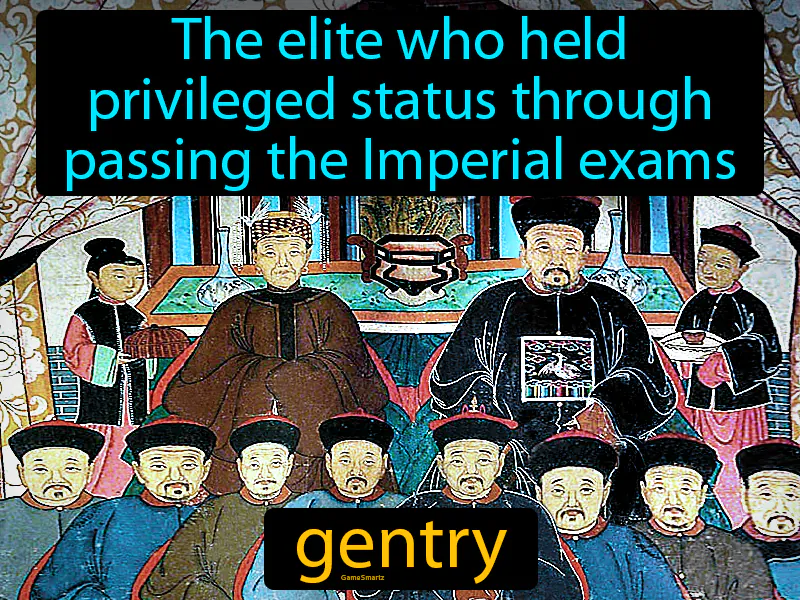 The elite who held
privileged status through
passing the Imperial exams
gentry
GameSmartz